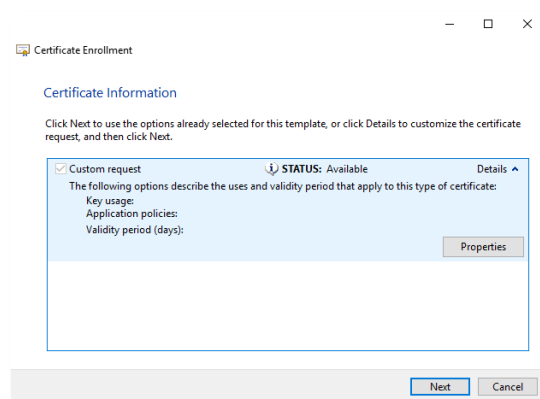 Certificate Enrollment
Certificate Information
Click Next to use the options already selected for this template, or click Details to customize the certificate
request, and then click Next.
Custom request STATUS: Available Details
The following options describe the uses and validity period that apply to this type of certificate:
Key usage:
Application policies:
Validity period (days):
Properties
Next Cancel